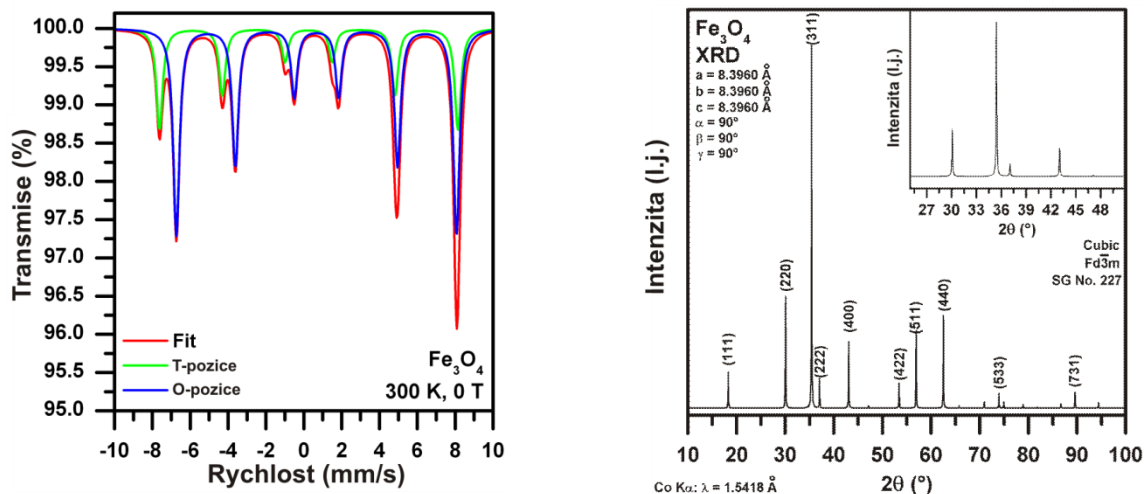 100.0
99.5
99.0
98.5
98.0
97.5
97.0
96.5
96.0
95.5
95.0
Transmise (%)
Fit
T-pozice
O-pozice
Fe₃O₄
300 K, 0 T
-10 -8 -6 -4 -2 0 2 4 6 8 10
Rychlost (mm/s)
Fe₃O₄
XRD
a = 8.3960 Å
b = 8.3960 Å
c = 8.3960 Å
α = 90°
β = 90°
γ = 90°
Intenzita (l.j.)
(111)
(220)
(311)
(222)
(400)
(422)
(511)
(440)
(533)
(731)
Intenzita (l.j.)
27 30 33 36 39 42 45 48
2θ (°)
Cubic
Fd3̅m
SG No. 227
10 20 30 40 50 60 70 80 90 100
2θ (°)
Co Kα: λ = 1.5418 Å